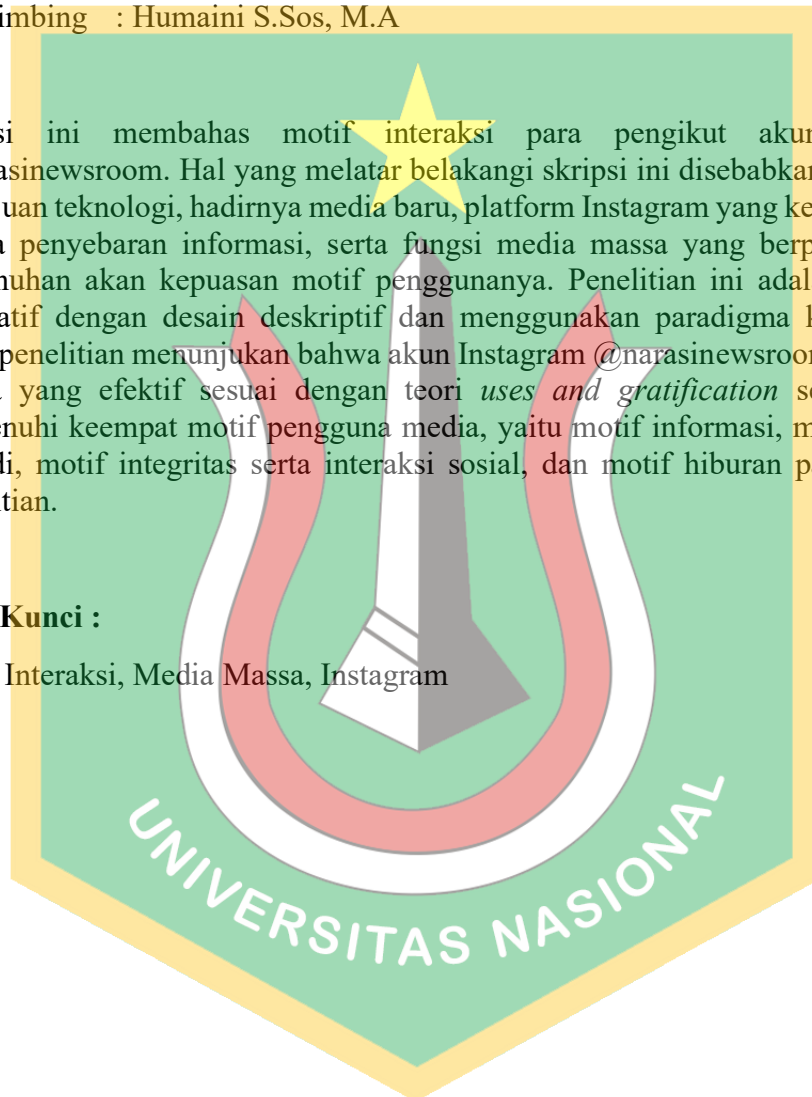 imbing : Humaini S.Sos, M.A
si ini membahas motif interaksi para pengikut akun
asinewsroom. Hal yang melatar belakangi skripsi ini disebabkan
uan teknologi, hadirnya media baru, platform Instagram yang ke
a penyebaran informasi, serta fungsi media massa yang berp
nuhan akan kepuasan motif penggunanya. Penelitian ini adal
atif dengan desain deskriptif dan menggunakan paradigma k
penelitian menunjukan bahwa akun Instagram @narasinewsroom
a yang efektif sesuai dengan teori uses and gratification se
enuhi keempat motif pengguna media, yaitu motif informasi, m
di, motif integritas serta interaksi sosial, dan motif hiburan pa
itian.
Kunci :
Interaksi, Media Massa, Instagram
UNIVERSITAS NASIONAL